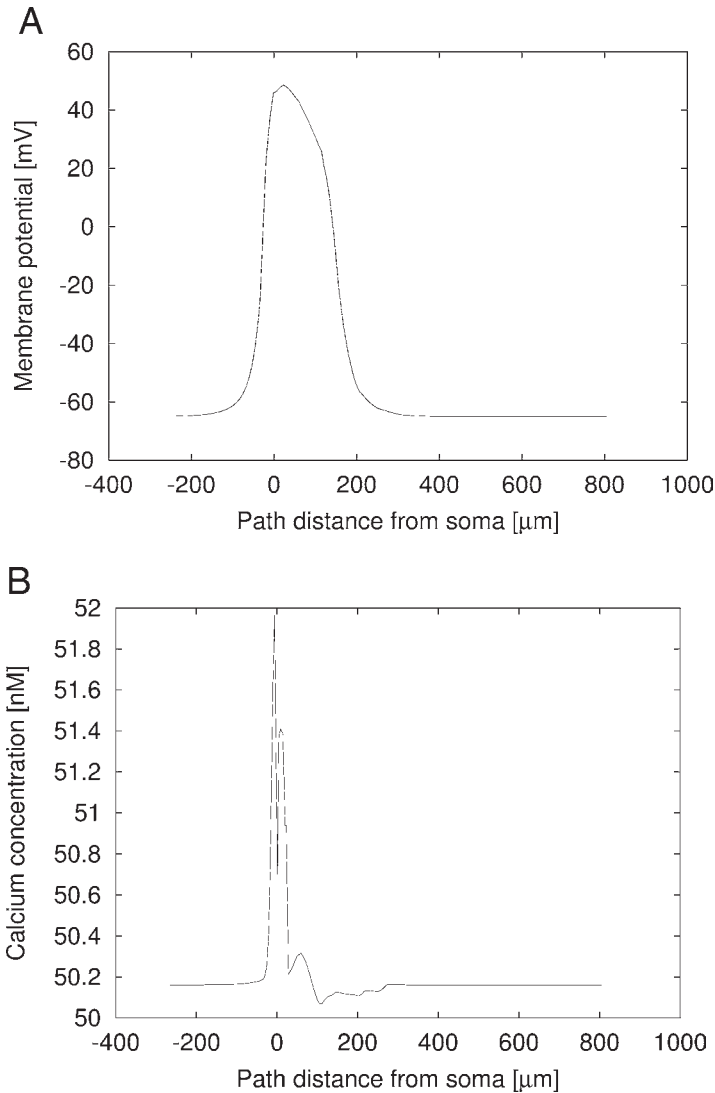 A
60
40
20
0
-20
-40
-60
-80
Membrane potential [mV]
-400 -200 0 200 400 600 800 1000
Path distance from soma [μm]
B
52
51.8
51.6
51.4
51.2
51
50.8
50.6
50.4
50.2
50
Calcium concentration [nM]
-400 -200 0 200 400 600 800 1000
Path distance from soma [μm]